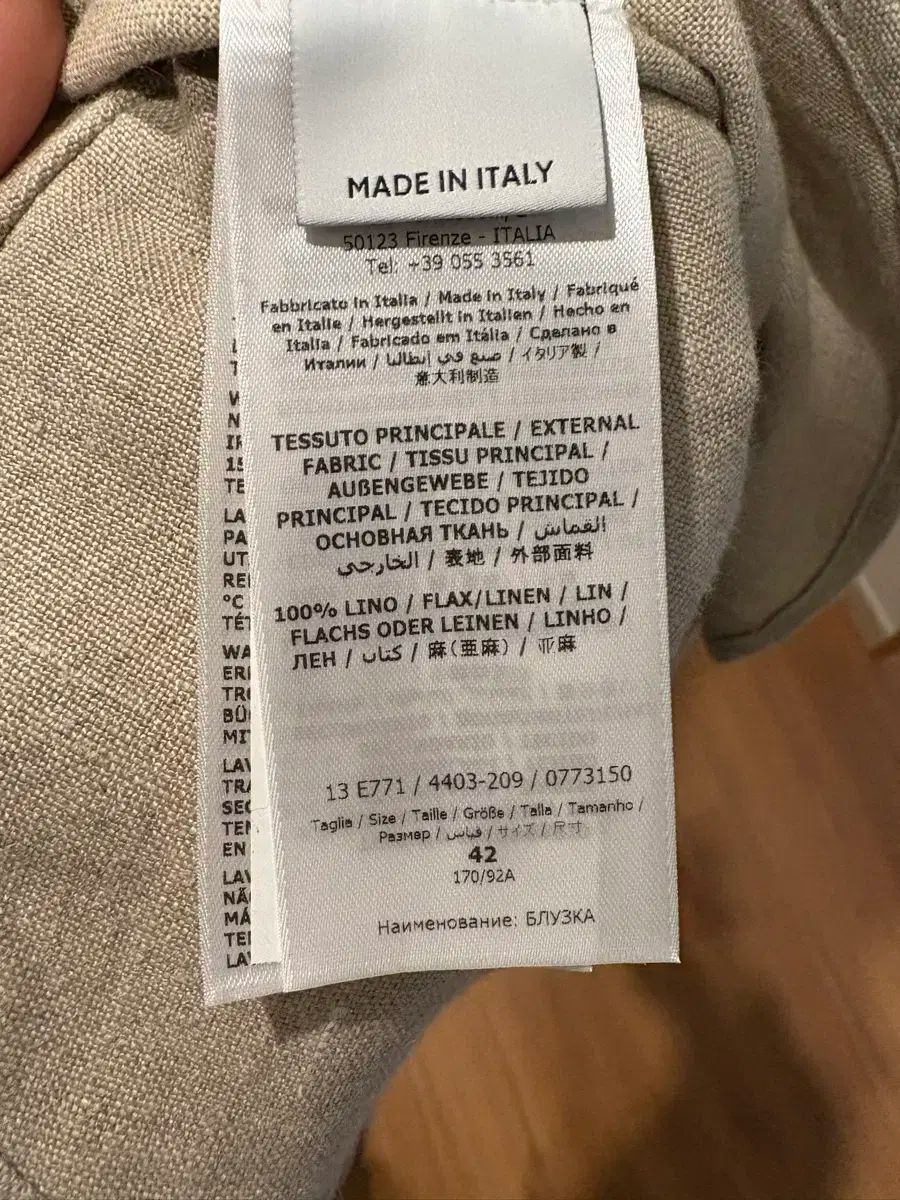 MADE IN ITALY
50123 Firenze - ITALIA
Tel: +39 055 3561
Fabbricato in Italia / Made in Italy / Fabriqué
en Italie / Hergestellt in Italien / Hecho en
Italia / Fabricado em Itália / Сделано в
Италии / صنع في إيطاليا / イタリア製 /
意大利制造
TESSUTO PRINCIPALE / EXTERNAL
FABRIC / TISSU PRINCIPAL /
AUßENGEWEBE / TEJIDO
PRINCIPAL / TECIDO PRINCIPAL /
ОСНОВНАЯ ТКАНЬ / القماش
الخارجي / 表地 / 外部面料
100% LINO / FLAX/LINEN / LIN /
FLACHS ODER LEINEN / LINHO /
ЛЕН / كتان / 麻(亜麻) / 亚麻
13 E771 / 4403-209 / 0773150
Taglia / Size / Taille / Größe / Talla / Tamanho /
Размер / قياس / サイズ / 尺寸
42
170/92A
Наименование: БЛУЗКА